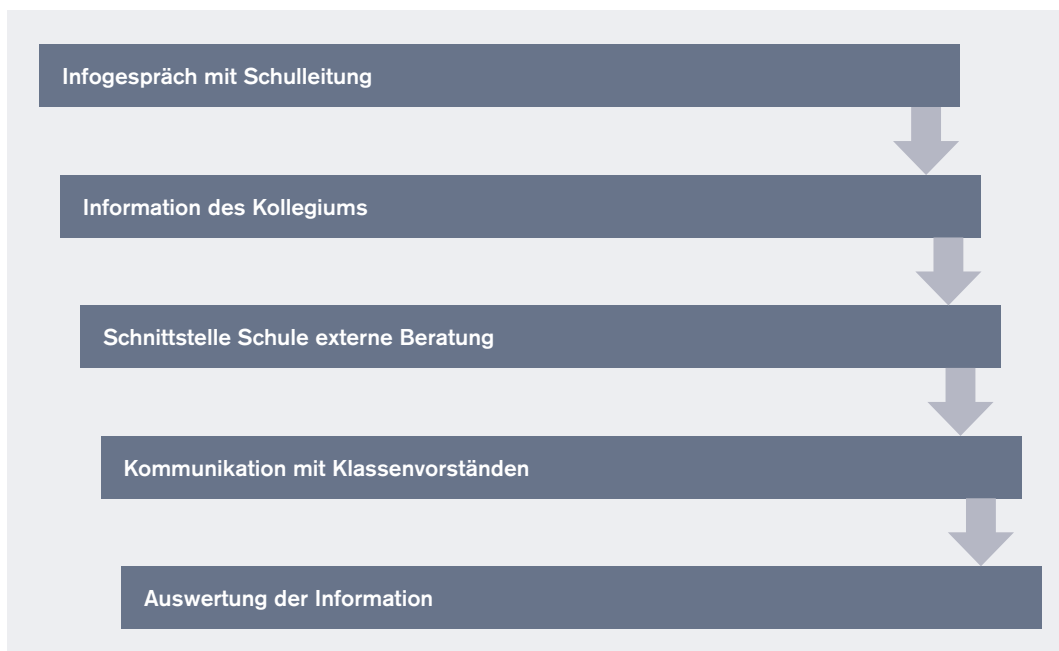 Infogespräch mit Schulleitung
Information des Kollegiums
Schnittstelle Schule externe Beratung
Kommunikation mit Klassenvorständen
Auswertung der Information